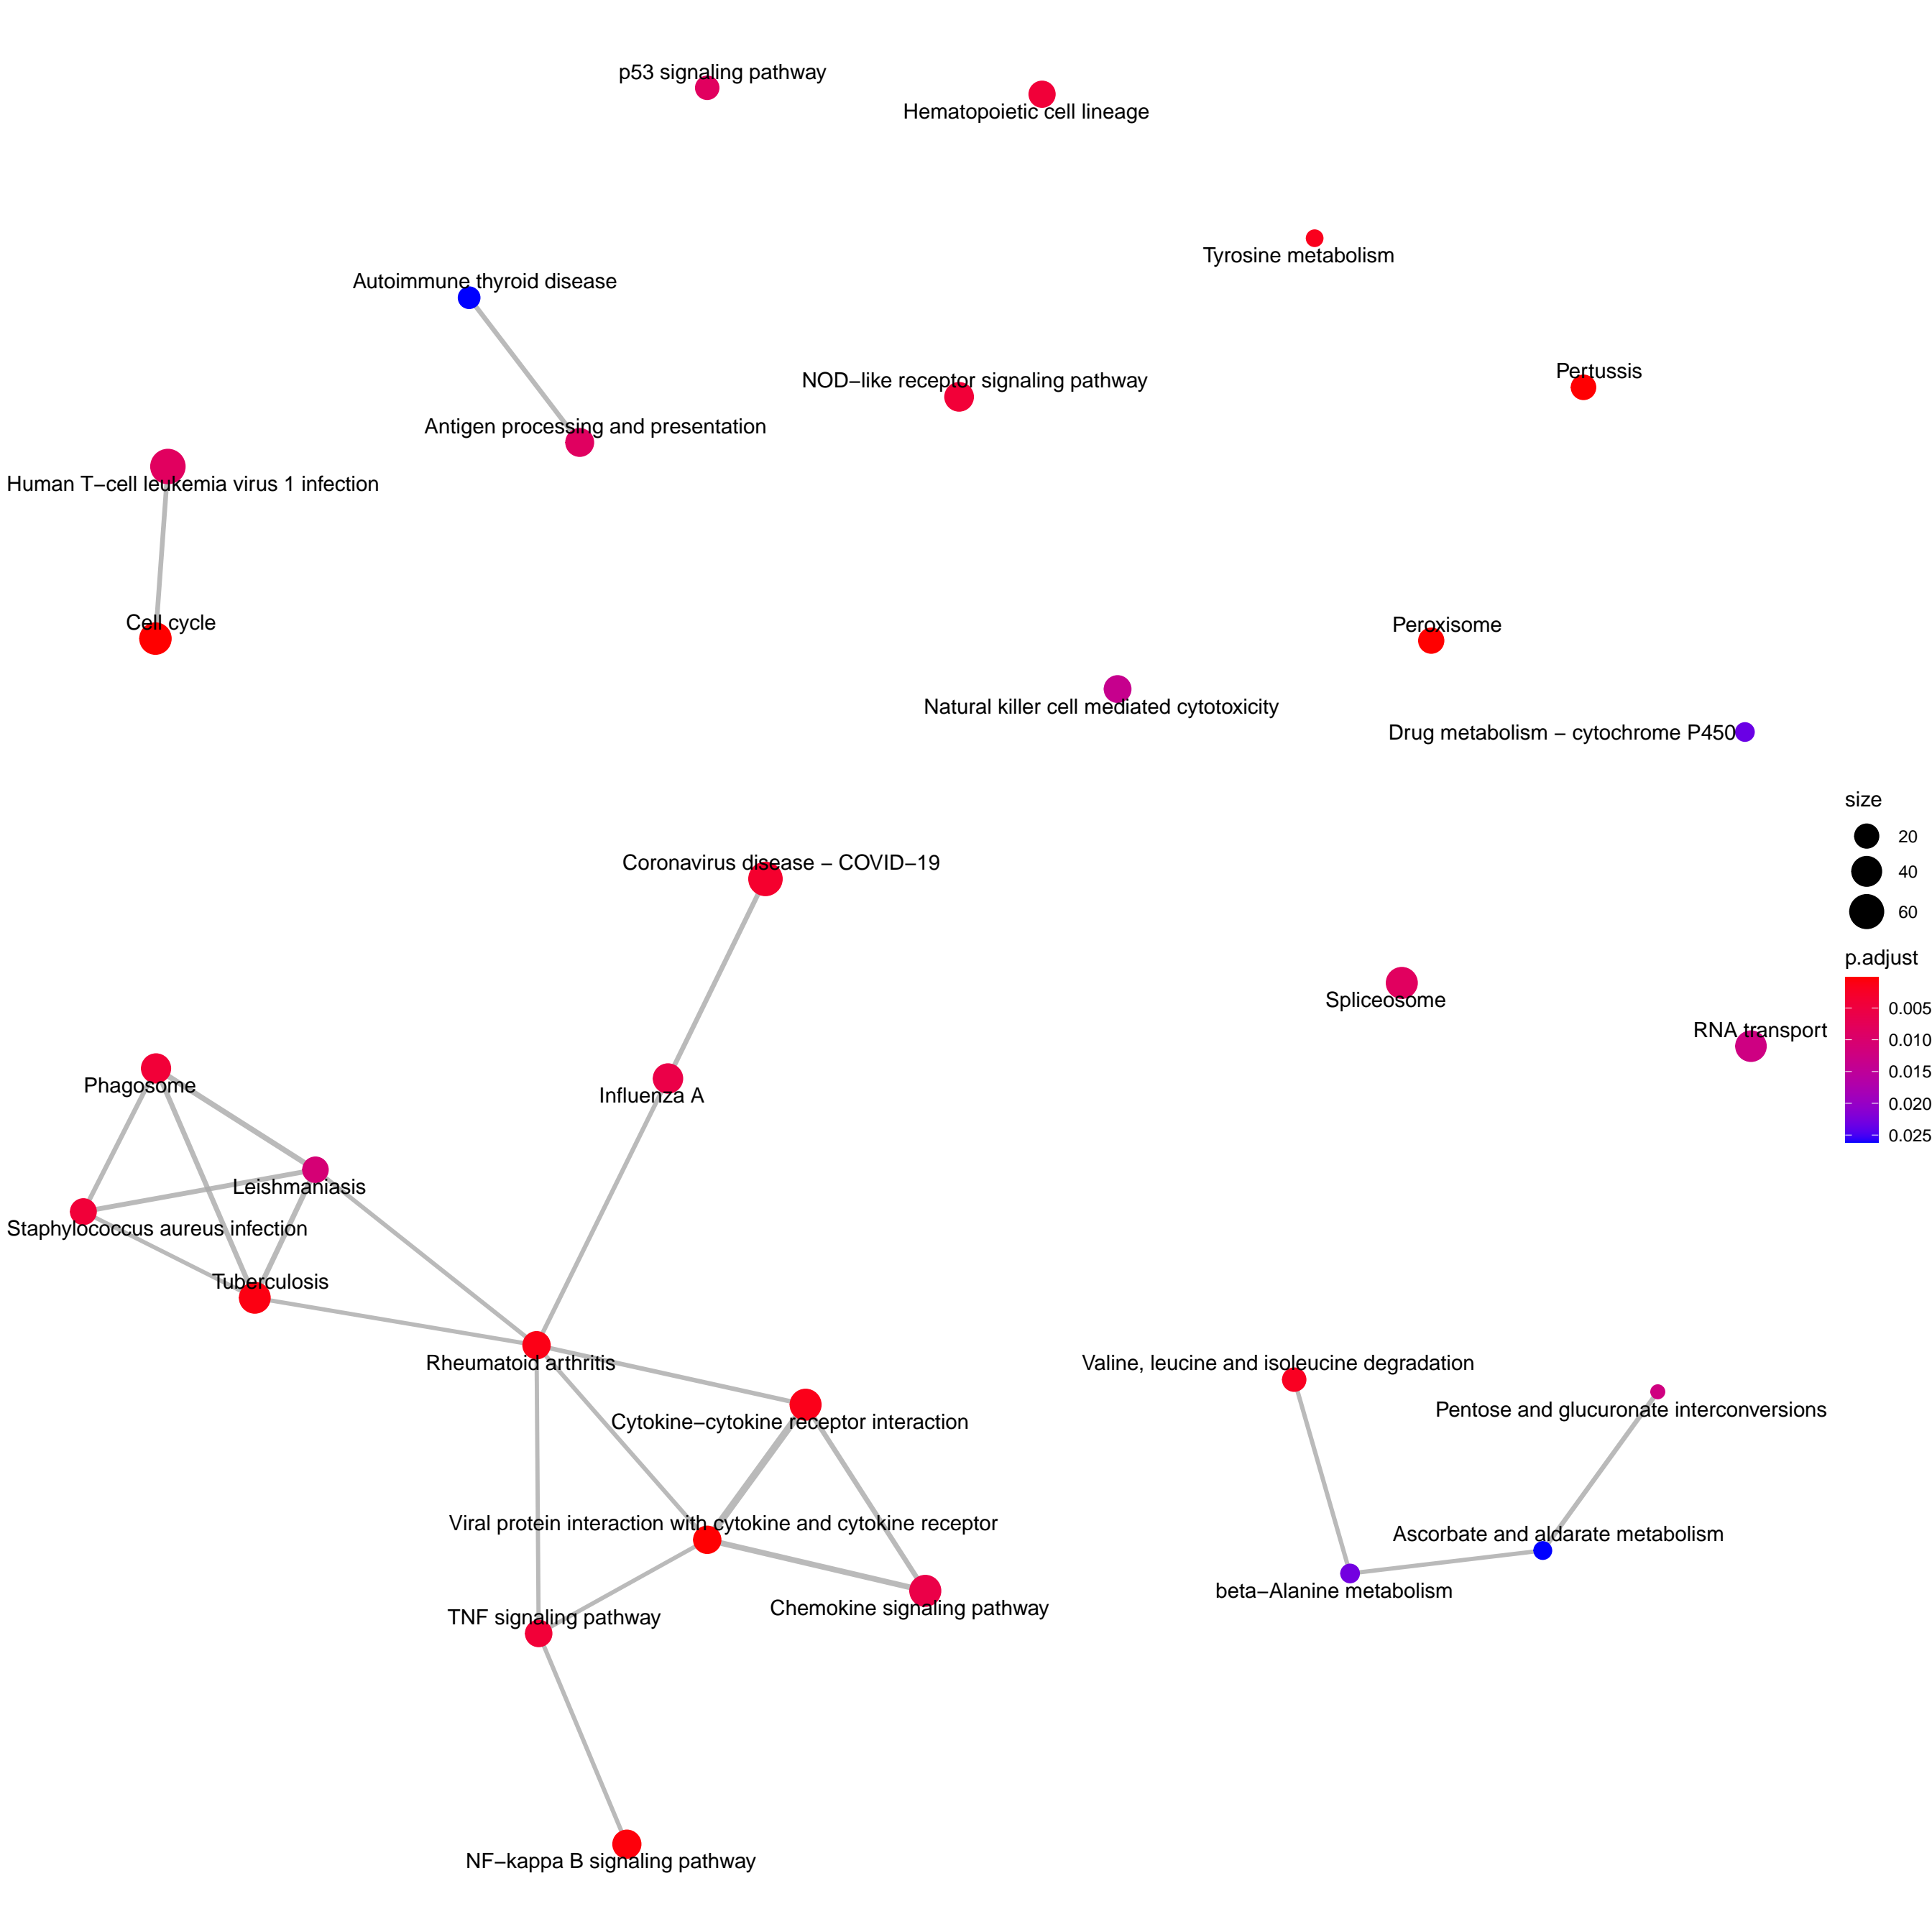 p53 signaling pathway
Hematopoietic cell lineage
Tyrosine metabolism
Autoimmune thyroid disease
NOD−like receptor signaling pathway
Pertussis
Antigen processing and presentation
Human T−cell leukemia virus 1 infection
Cell cycle
Peroxisome
Natural killer cell mediated cytotoxicity
Drug metabolism − cytochrome P450
size
20
40
60
Coronavirus disease − COVID−19
p.adjust
0.005
0.010
0.015
0.020
0.025
Spliceosome
RNA transport
Phagosome
Influenza A
Leishmaniasis
Staphylococcus aureus infection
Tuberculosis
Rheumatoid arthritis
Valine, leucine and isoleucine degradation
Pentose and glucuronate interconversions
Cytokine−cytokine receptor interaction
Viral protein interaction with cytokine and cytokine receptor
Ascorbate and aldarate metabolism
beta−Alanine metabolism
Chemokine signaling pathway
TNF signaling pathway
NF−kappa B signaling pathway